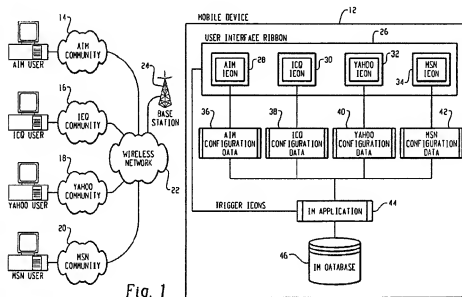 14
AIM
COMMUNITY
AIM USER
24
BASE
STATION
16
ICQ
COMMUNITY
ICQ USER
WIRELESS
NETWORK
22
18
YAHOO
COMMUNITY
YAHOO USER
20
MSN
COMMUNITY
MSN USER
Fig. 1
MOBILE DEVICE
12
USER INTERFACE RIBBON
26
AIM
ICON
28
ICQ
ICON
30
YAHOO
ICON
32
MSN
ICON
34
36
AIM
CONFIGURATION
DATA
38
ICQ
CONFIGURATION
DATA
40
YAHOO
CONFIGURATION
DATA
42
MSN
CONFIGURATION
DATA
TRIGGER ICONS
IM APPLICATION
44
46
IM DATABASE